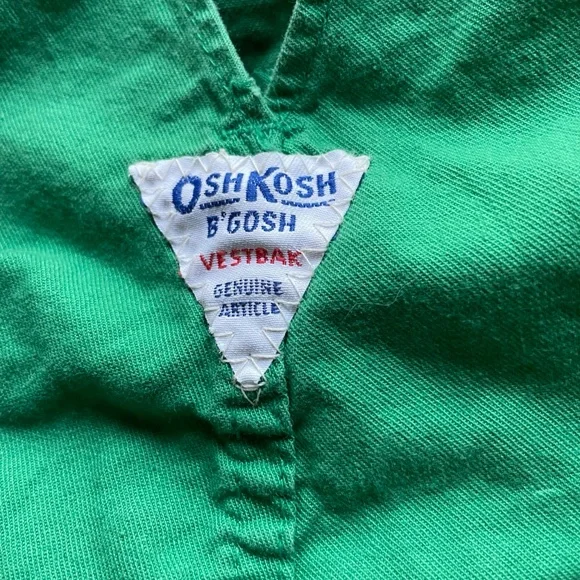 OSHKOSH
B'GOSH
VESTBAK
GENUINE
ARTICLE